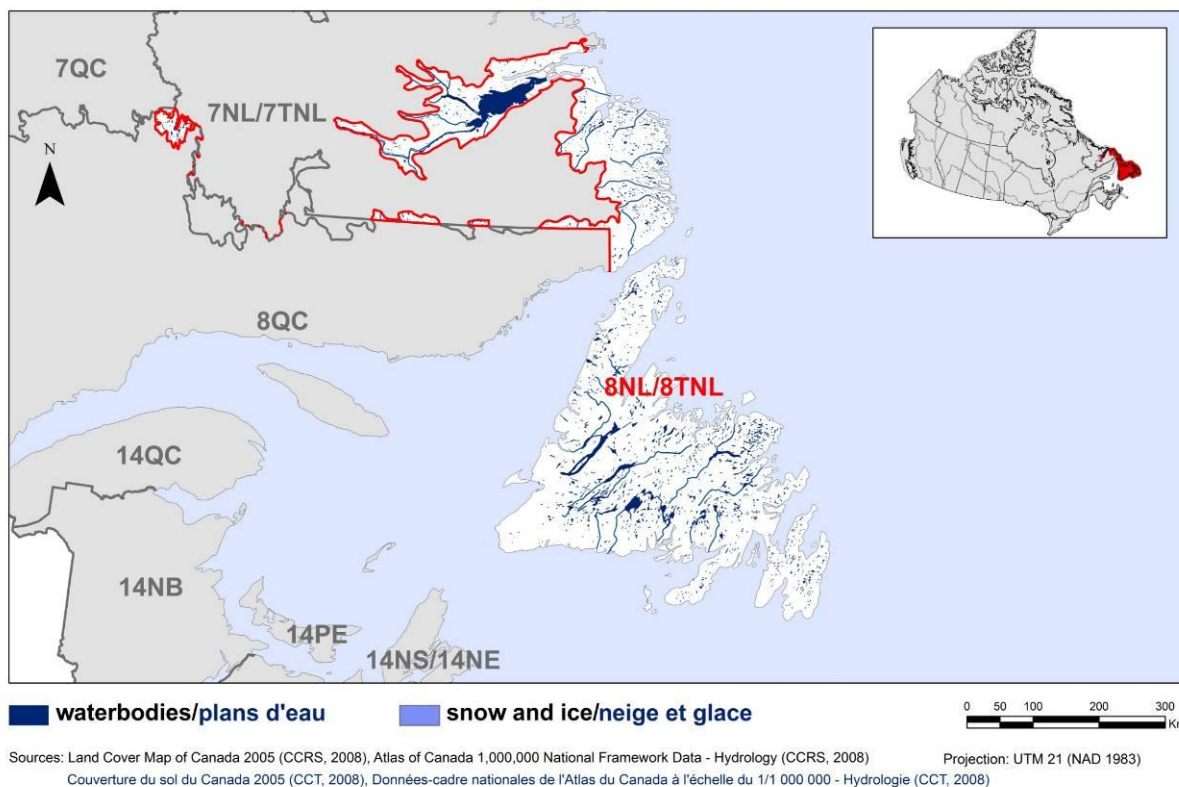 7QC
7NL/7TNL
N
8QC
8NL/8TNL
14QC
14NB
14PE
14NS/14NE
waterbodies/plans d'eau
snow and ice/neige et glace
0 50 100 200 300
Km
Sources: Land Cover Map of Canada 2005 (CCRS, 2008), Atlas of Canada 1,000,000 National Framework Data - Hydrology (CCRS, 2008)
Projection: UTM 21 (NAD 1983)
Couverture du sol du Canada 2005 (CCT, 2008), Données-cadre nationales de l'Atlas du Canada à l'échelle du 1/1 000 000 - Hydrologie (CCT, 2008)